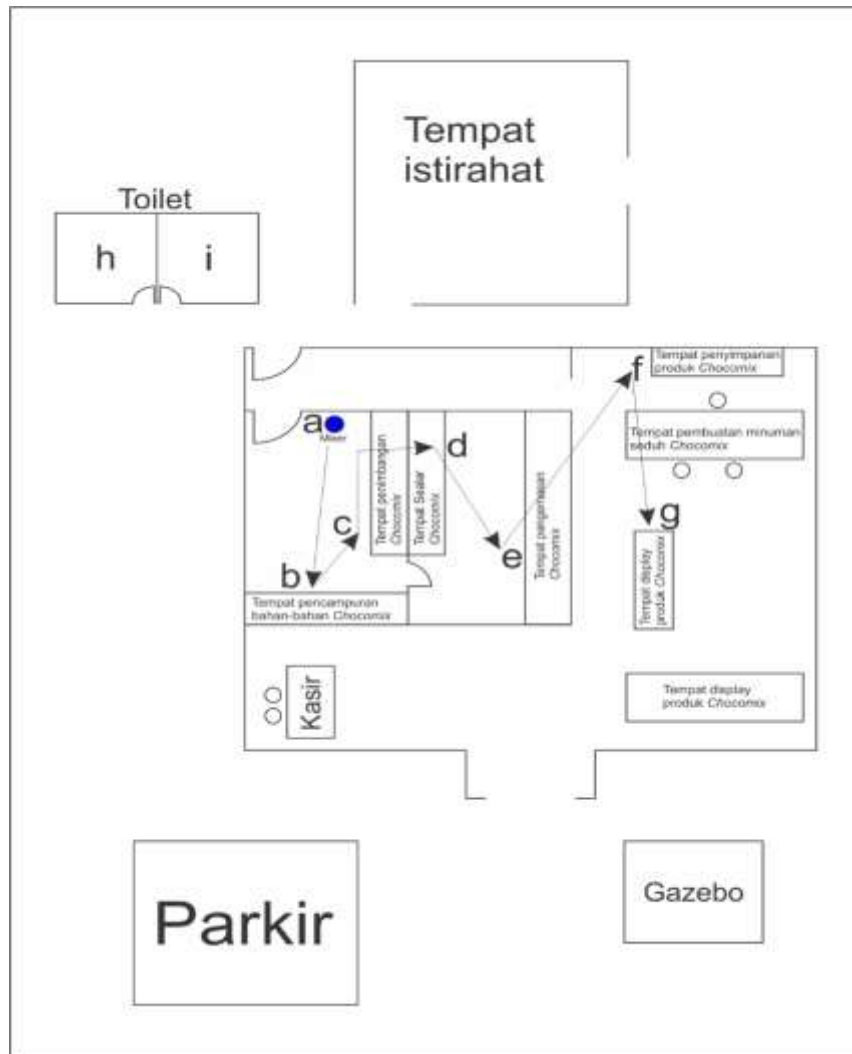 Tempat
istirahat
Toilet
h
i
Tempat penyimpanan
produk Chocomix
f
a
Mixer
Tempat penimbangan
Chocomix
Tempat Sealar
Chocomix
d
Tempat pembuatan minuman
seduh Chocomix
c
Tempat pengemasan
Chocomix
g
e
b
Tempat pencampuran
bahan-bahan Chocomix
Tempat display
produk Chocomix
Kasir
Tempat display
produk Chocomix
Parkir
Gazebo